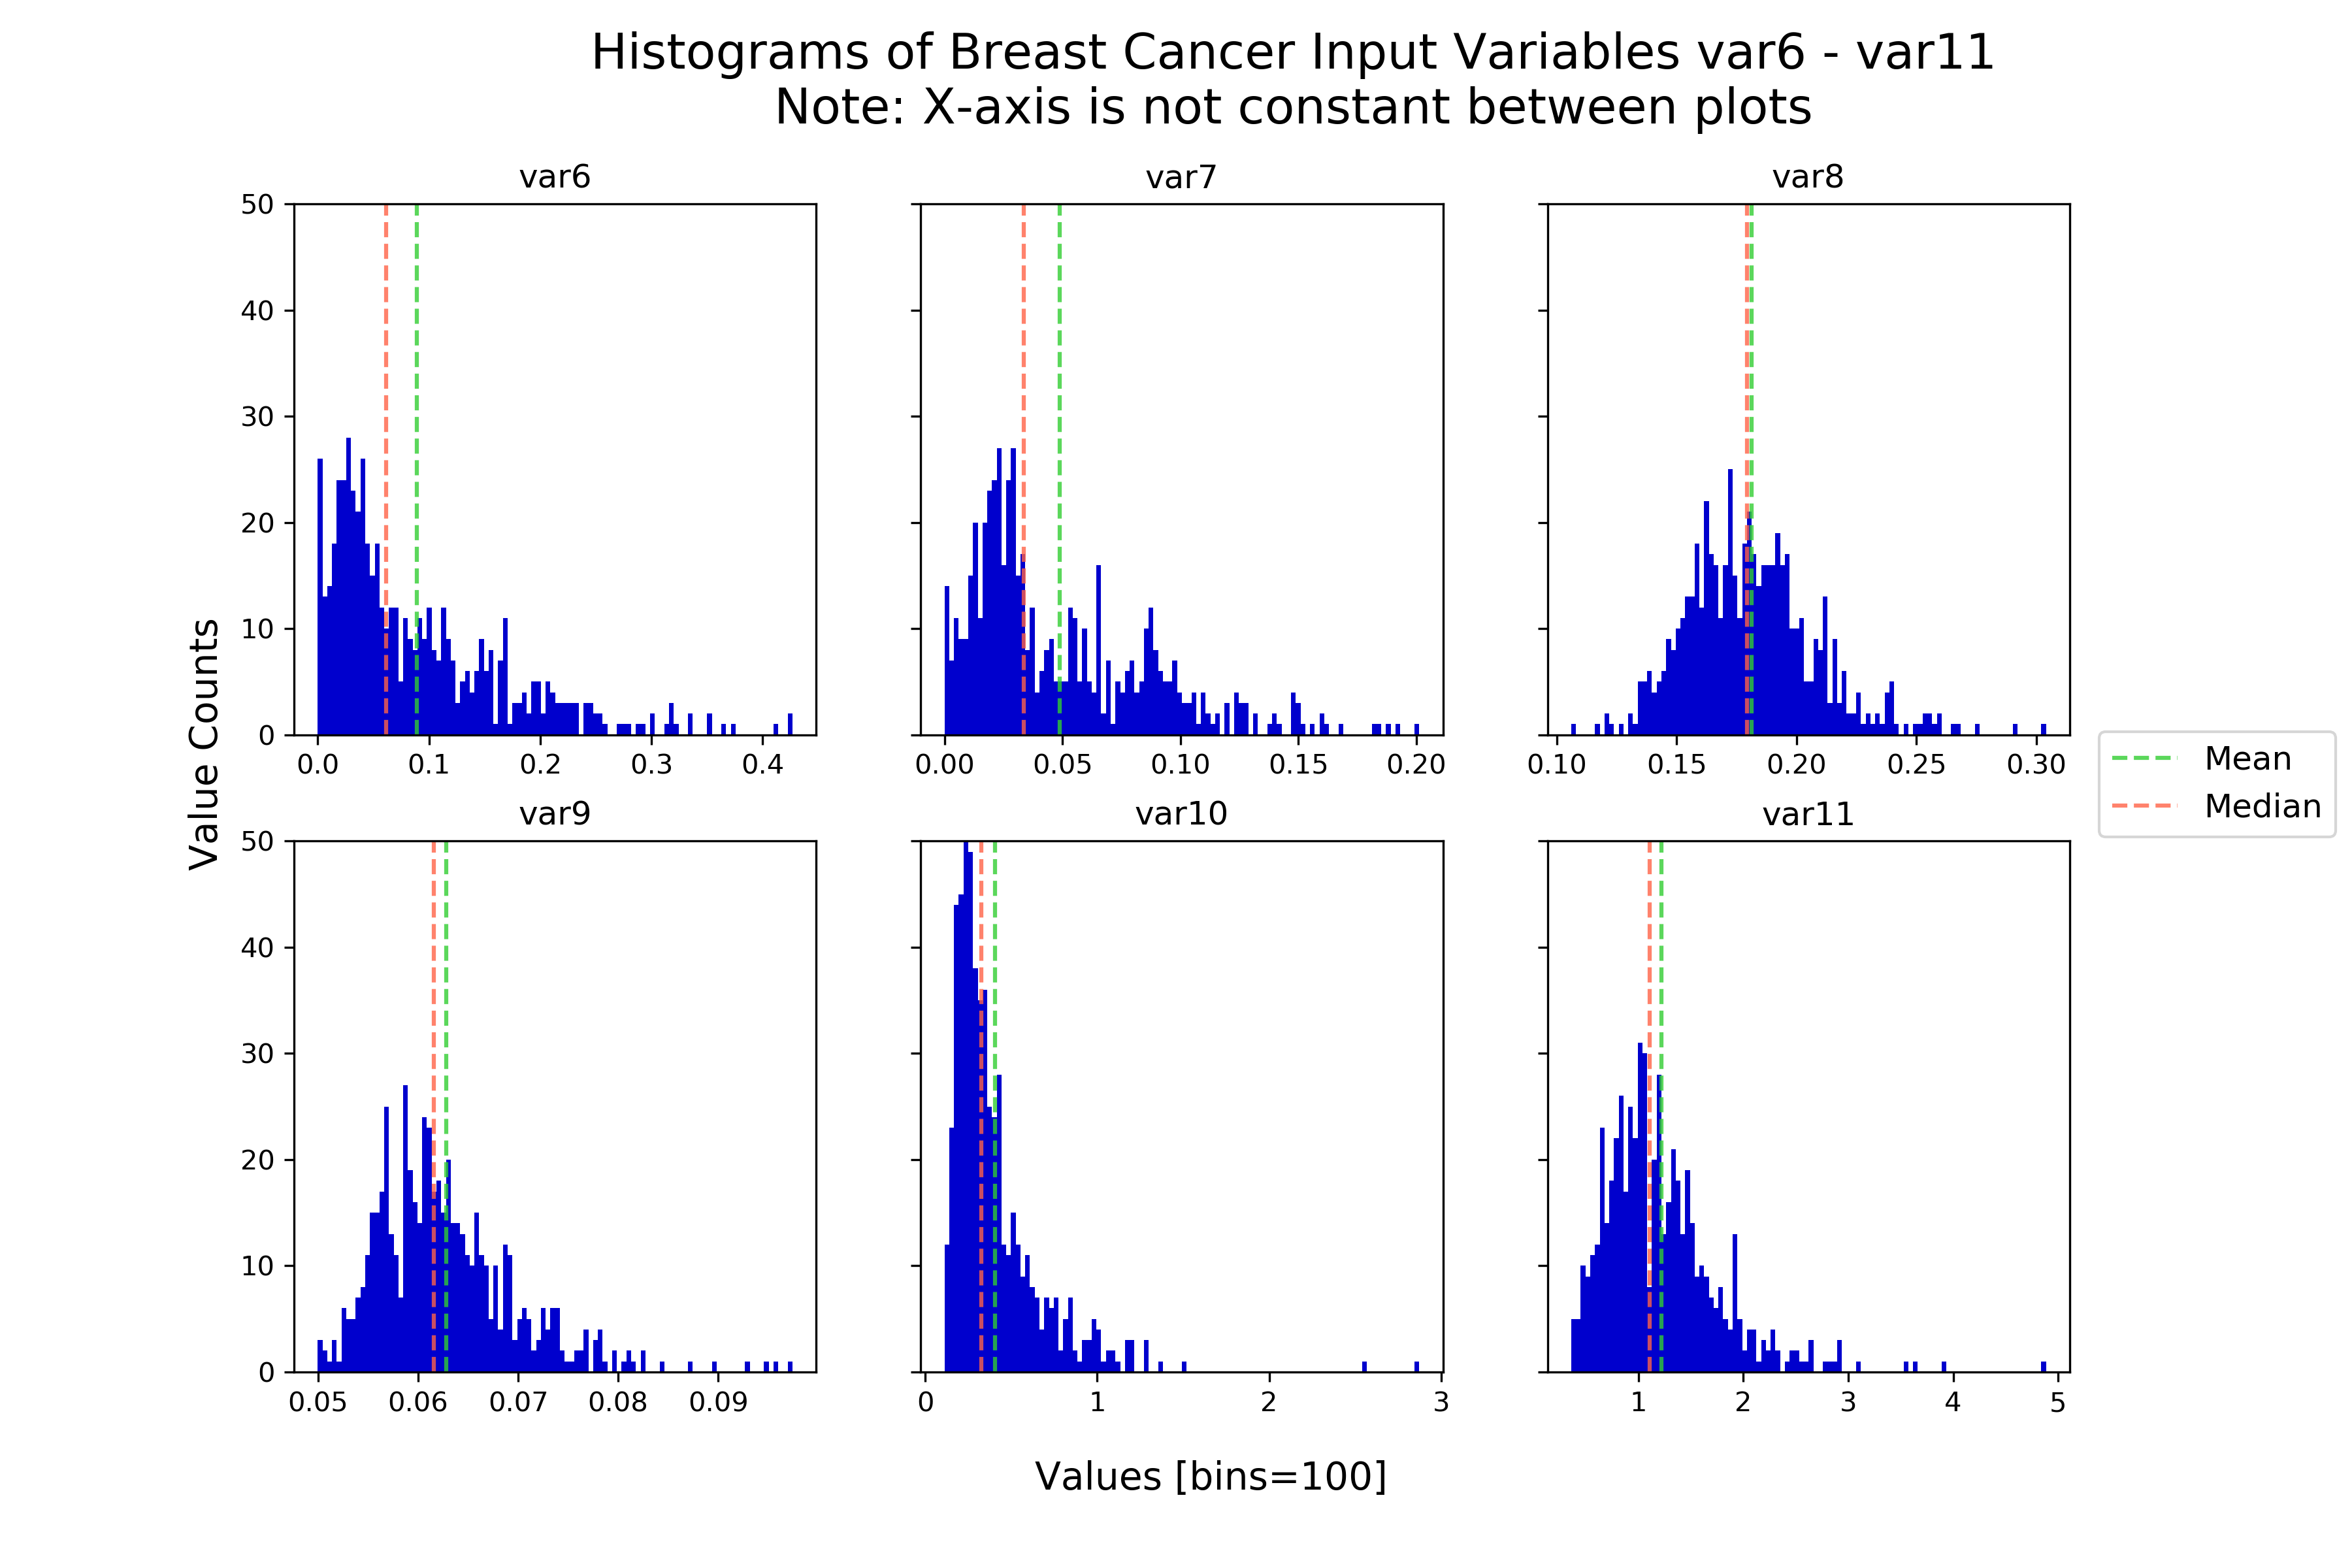 Histograms of Breast Cancer Input Variables var6 - var11
Note: X-axis is not constant between plots
var6
var7
var8
50
40
30
20
10
0
0.0 0.1 0.2 0.3 0.4
0.00 0.05 0.10 0.15 0.20
0.10 0.15 0.20 0.25 0.30
Value Counts
Mean
Median
var9
var10
var11
50
40
30
20
10
0
0.05 0.06 0.07 0.08 0.09
0 1 2 3
1 2 3 4 5
Values [bins=100]